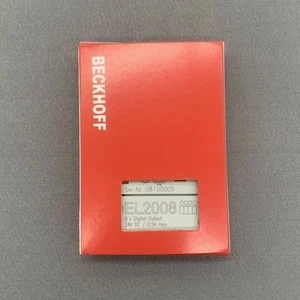 BECKHOFF
Ser.Nr.:08100005
EL2008
8 x Digital Output
24V DC / 0.5A max